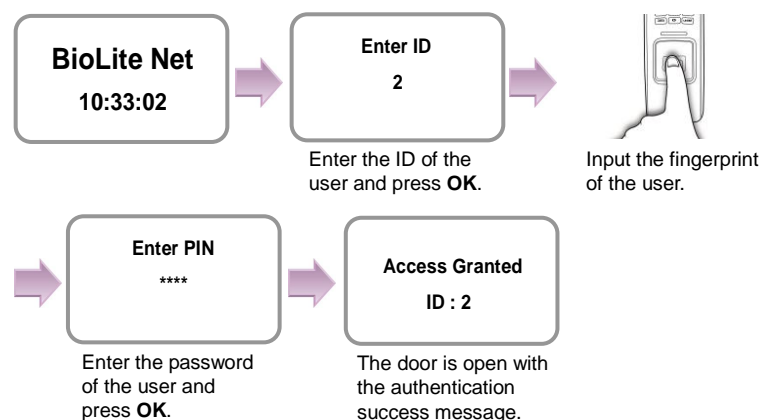 BioLite Net
10:33:02
Enter ID
2
Enter the ID of the
user and press OK.
Input the fingerprint
of the user.
Enter PIN
****
Enter the password
of the user and
press OK.
Access Granted
ID : 2
The door is open with
the authentication
success message.